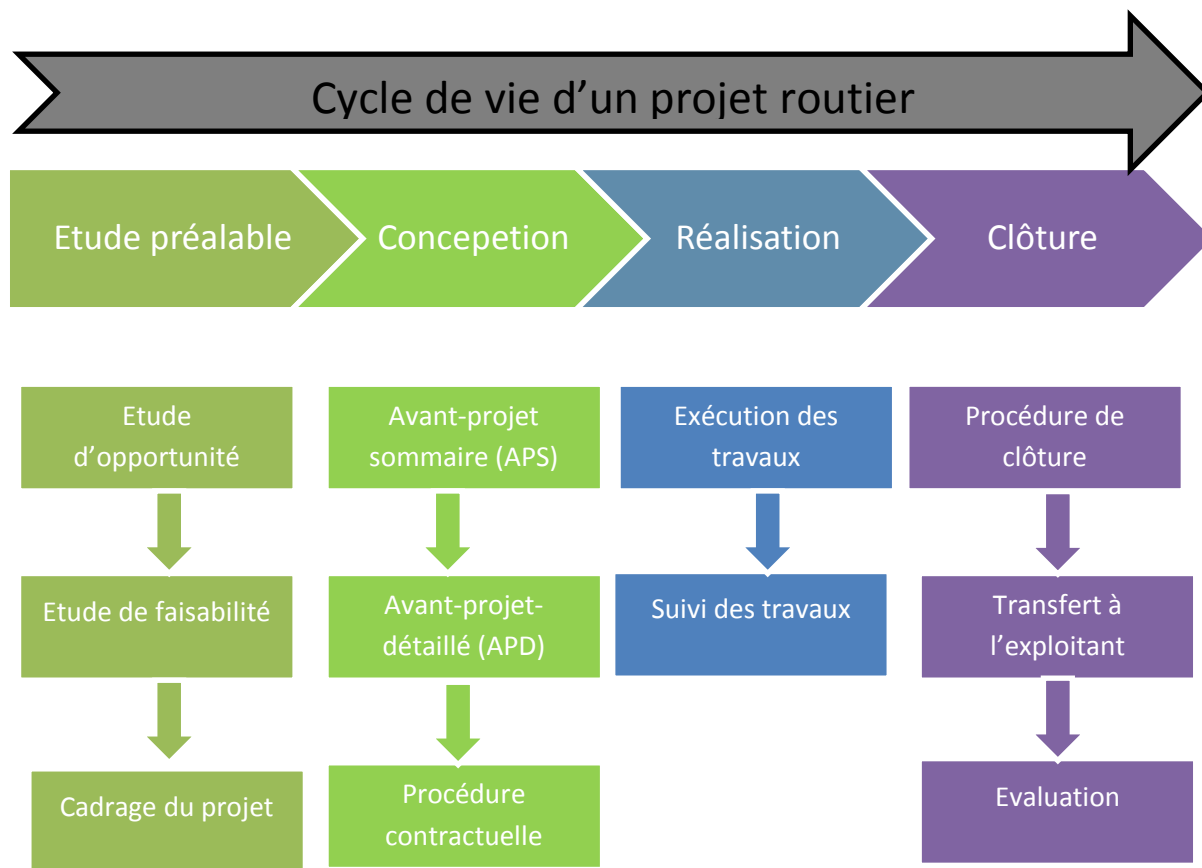 Cycle de vie d'un projet routier
Etude préalable
Concepetion
Réalisation
Clôture
Etude
d'opportunité
Etude de faisabilité
Cadrage du projet
Avant-projet
sommaire (APS)
Avant-projet-
détaillé (APD)
Procédure
contractuelle
Exécution des
travaux
Suivi des travaux
Procédure de
clôture
Transfert à
l'exploitant
Evaluation